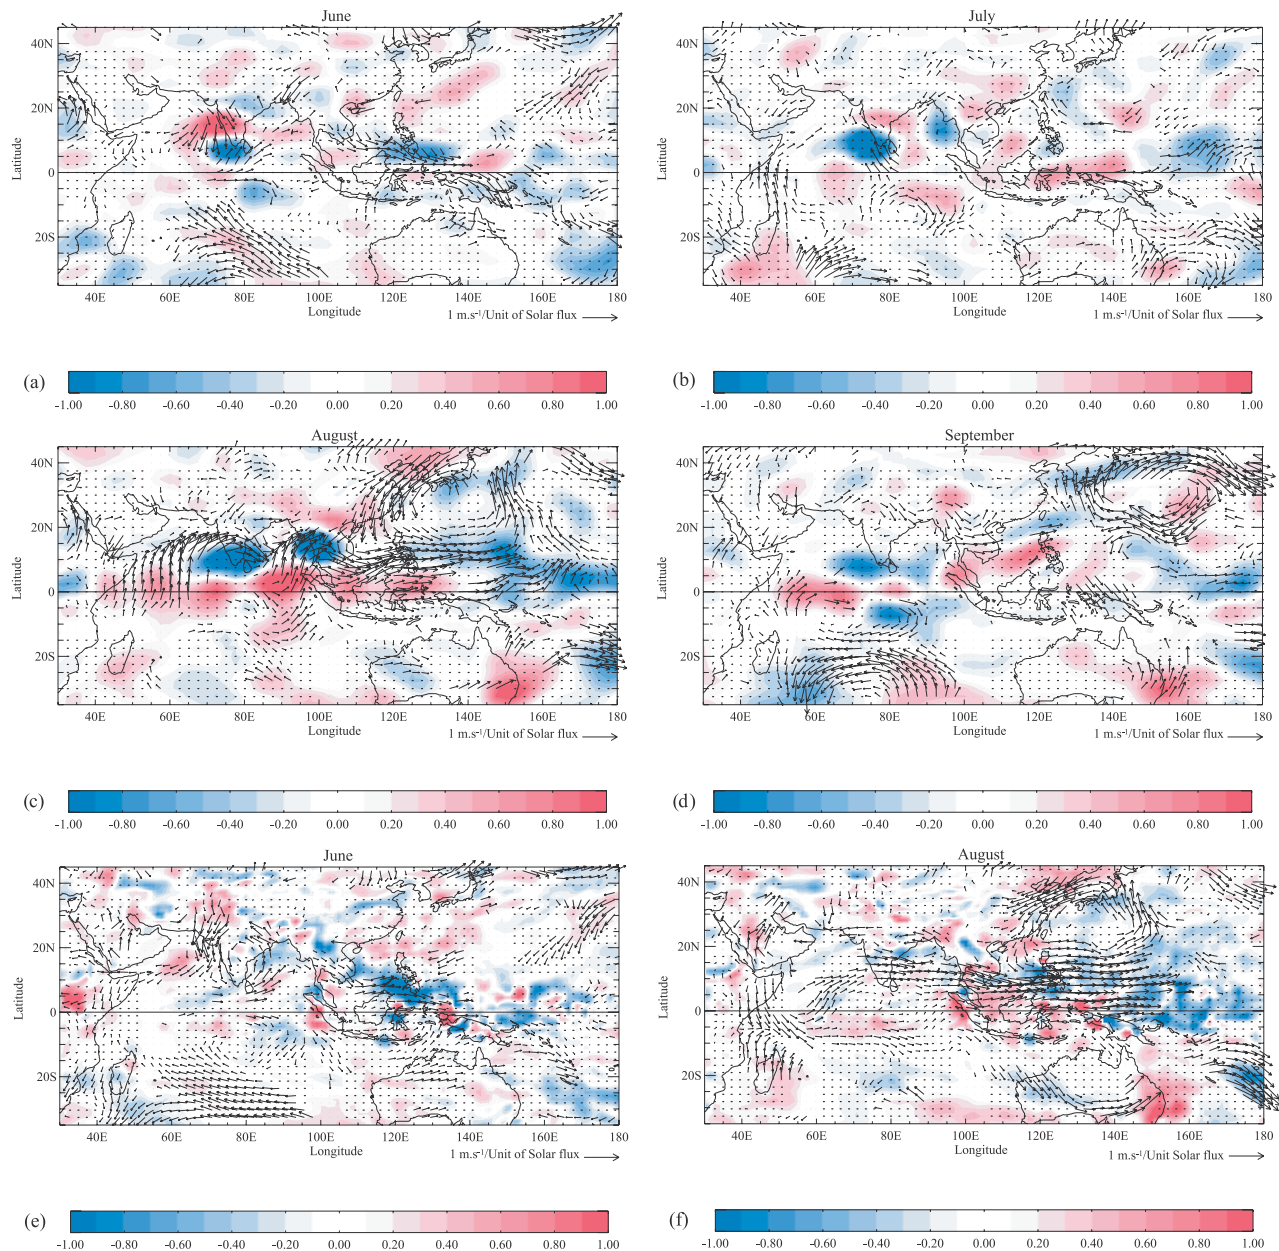 June
40N
20N
0
20S
Latitude
40E 60E 80E 100E 120E 140E 160E 180
Longitude
1 m.s⁻¹/Unit of Solar flux
(a)
-1.00 -0.80 -0.60 -0.40 -0.20 0.00 0.20 0.40 0.60 0.80 1.00
July
40N
20N
0
20S
Latitude
40E 60E 80E 100E 120E 140E 160E 180
Longitude
1 m.s⁻¹/Unit of Solar flux
(b)
-1.00 -0.80 -0.60 -0.40 -0.20 0.00 0.20 0.40 0.60 0.80 1.00
August
40N
20N
0
20S
Latitude
40E 60E 80E 100E 120E 140E 160E 180
Longitude
1 m.s⁻¹/Unit of Solar flux
(c)
-1.00 -0.80 -0.60 -0.40 -0.20 0.00 0.20 0.40 0.60 0.80 1.00
September
40N
20N
0
20S
Latitude
40E 60E 80E 100E 120E 140E 160E 180
Longitude
1 m.s⁻¹/Unit of Solar flux
(d)
-1.00 -0.80 -0.60 -0.40 -0.20 0.00 0.20 0.40 0.60 0.80 1.00
June
40N
20N
0
20S
Latitude
40E 60E 80E 100E 120E 140E 160E 180
Longitude
1 m.s⁻¹/Unit of Solar flux
(e)
-1.00 -0.80 -0.60 -0.40 -0.20 0.00 0.20 0.40 0.60 0.80 1.00
August
40N
20N
0
20S
Latitude
40E 60E 80E 100E 120E 140E 160E 180
Longitude
1 m.s⁻¹/Unit Solar flux
(f)
-1.00 -0.80 -0.60 -0.40 -0.20 0.00 0.20 0.40 0.60 0.80 1.00